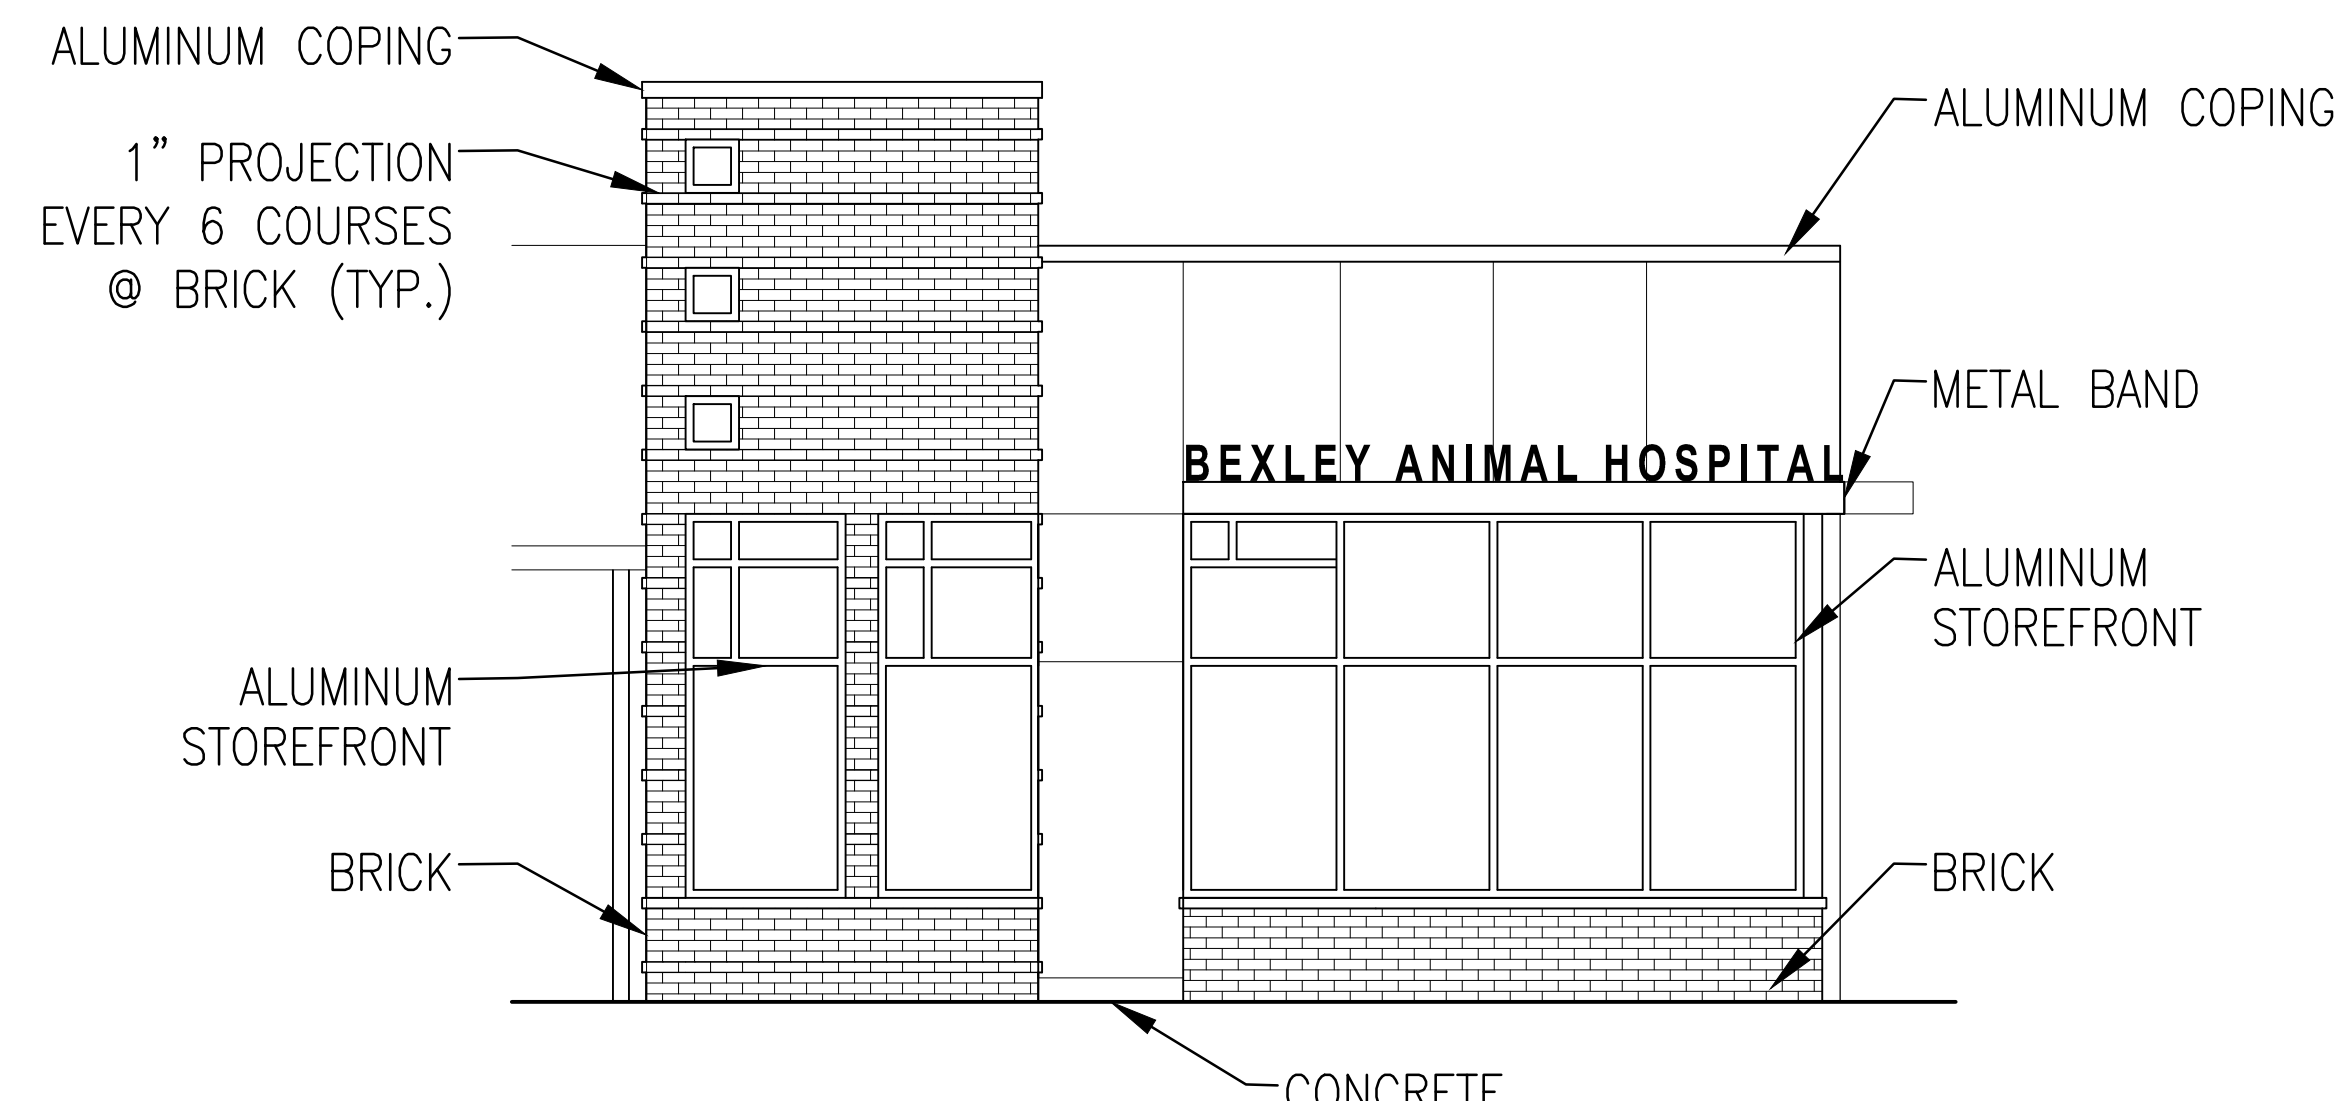 ALUMINUM COPING
1” PROJECTION
EVERY 6 COURSES
@ BRICK (TYP.)
ALUMINUM
STOREFRONT
BRICK
BEXLEY ANIMAL HOSPITAL
ALUMINUM COPING
METAL BAND
ALUMINUM
STOREFRONT
BRICK
CONCRETE